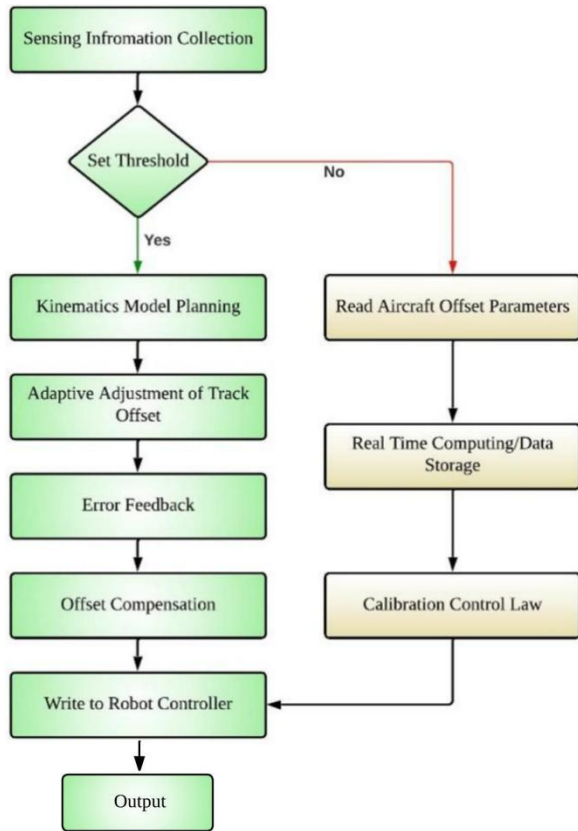 Sensing Infromation Collection
Set Threshold
No
Yes
Kinematics Model Planning
Read Aircraft Offset Parameters
Adaptive Adjustment of Track
Offset
Real Time Computing/Data
Storage
Error Feedback
Offset Compensation
Calibration Control Law
Write to Robot Controller
Output